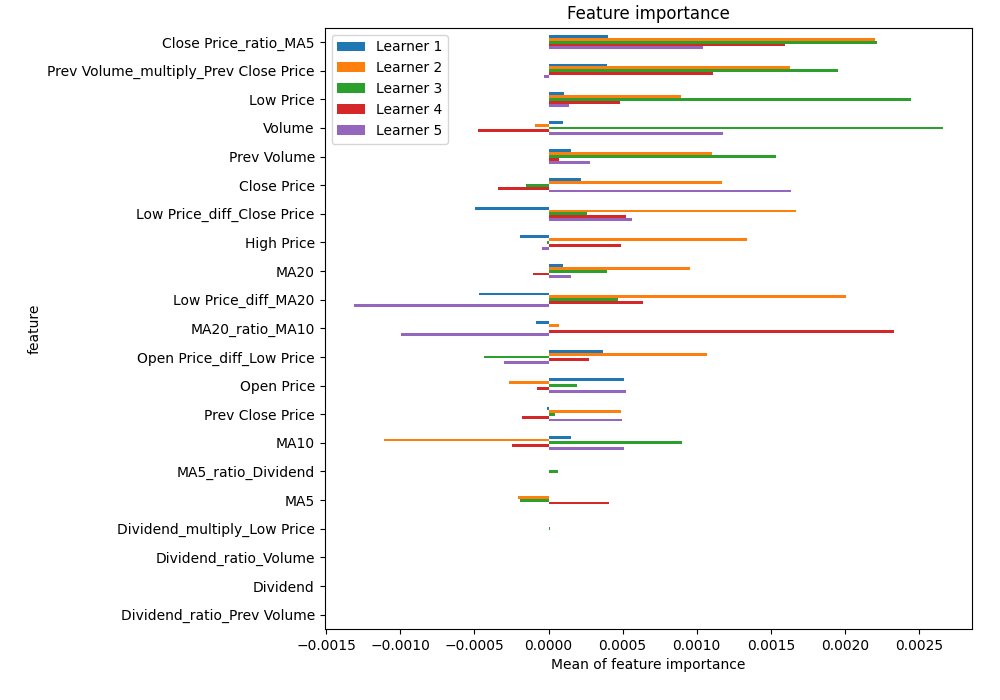 Feature importance
Learner 1
Learner 2
Learner 3
Learner 4
Learner 5
Close Price_ratio_MA5
Prev Volume_multiply_Prev Close Price
Low Price
Volume
Prev Volume
Close Price
Low Price_diff_Close Price
High Price
MA20
Low Price_diff_MA20
MA20_ratio_MA10
Open Price_diff_Low Price
Open Price
Prev Close Price
MA10
MA5_ratio_Dividend
MA5
Dividend_multiply_Low Price
Dividend_ratio_Volume
Dividend
Dividend_ratio_Prev Volume
feature
−0.0015 −0.0010 −0.0005 0.0000 0.0005 0.0010 0.0015 0.0020 0.0025
Mean of feature importance